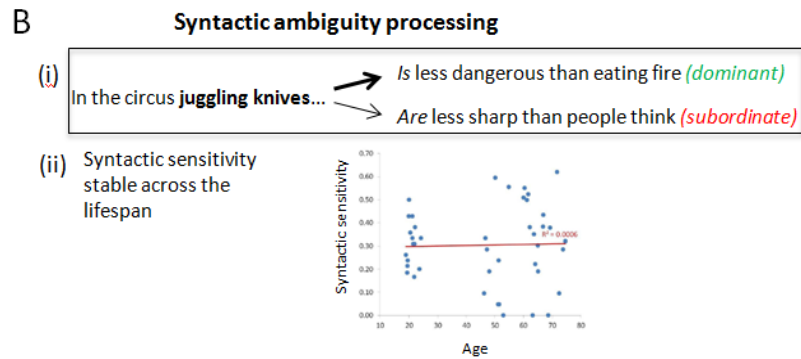 B
Syntactic ambiguity processing
(i)
In the circus juggling knives...
Is less dangerous than eating fire (dominant)
Are less sharp than people think (subordinate)
(ii) Syntactic sensitivity
stable across the
lifespan
Syntactic sensitivity
0.70
0.60
0.50
0.40
0.30
0.20
0.10
0.00
R² = 0.0006
10 20 30 40 50 60 70 80
Age